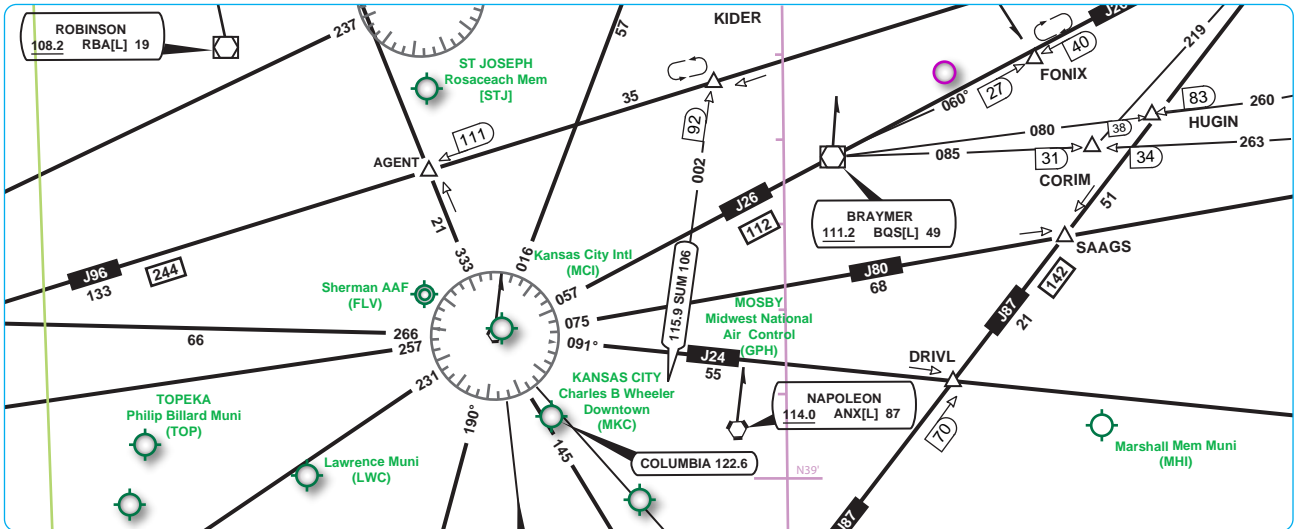 ROBINSON
108.2 RBA[L] 19
237
57
KIDER
J26
219
ST JOSEPH
Rosaceach Mem
[STJ]
40
FONIX
27
060°
83
260
HUGIN
35
92
111
080
38
085
31
34
263
CORIM
AGENT
002
51
J26
112
BRAYMER
111.2 BQS[L] 49
21
333
016
Kansas City Intl
(MCI)
SAAGS
J96
244
133
J80
68
142
Sherman AAF
(FLV)
057
115.9 SUM 106
MOSBY
Midwest National
Air Control
(GPH)
075
J87
21
266
66
257
091°
J24
55
DRIVL
231
KANSAS CITY
Charles B Wheeler
Downtown
(MKC)
NAPOLEON
114.0 ANX[L] 87
TOPEKA
Philip Billard Muni
(TOP)
190°
145
70
Marshall Mem Muni
(MHI)
COLUMBIA 122.6
Lawrence Muni
(LWC)
N39'
J87